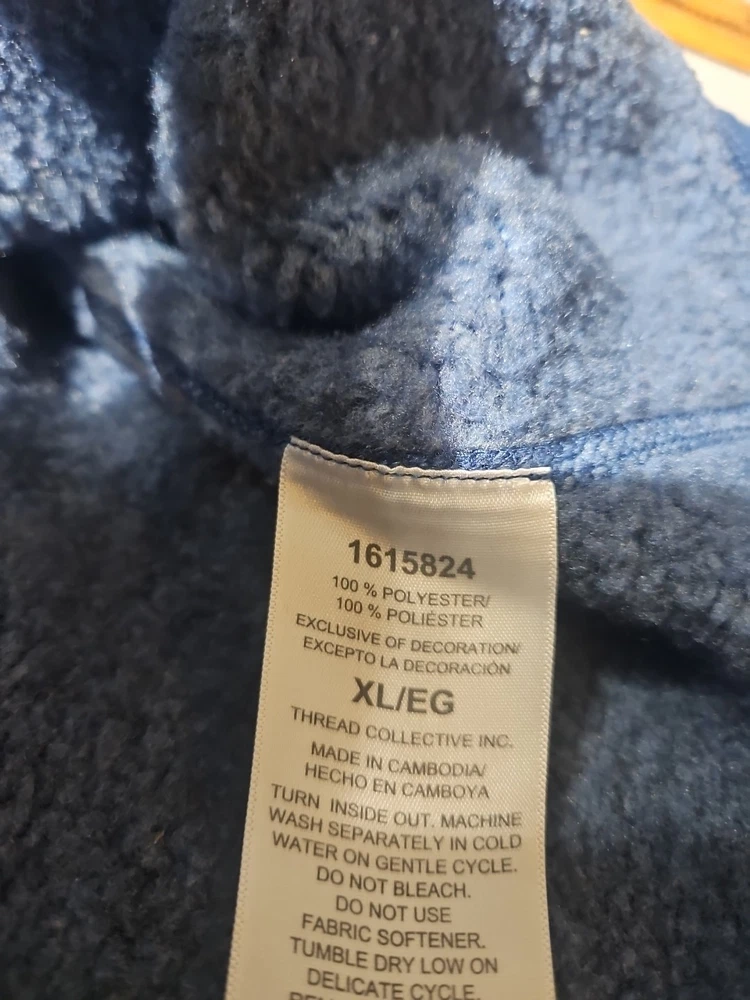 1615824
100 % POLYESTER/
100 % POLIÉSTER
EXCLUSIVE OF DECORATION/
EXCEPTO LA DECORACIÓN
XL/EG
THREAD COLLECTIVE INC.
MADE IN CAMBODIA/
HECHO EN CAMBOYA
TURN INSIDE OUT. MACHINE
WASH SEPARATELY IN COLD
WATER ON GENTLE CYCLE.
DO NOT BLEACH.
DO NOT USE
FABRIC SOFTENER.
TUMBLE DRY LOW ON
DELICATE CYCLE.